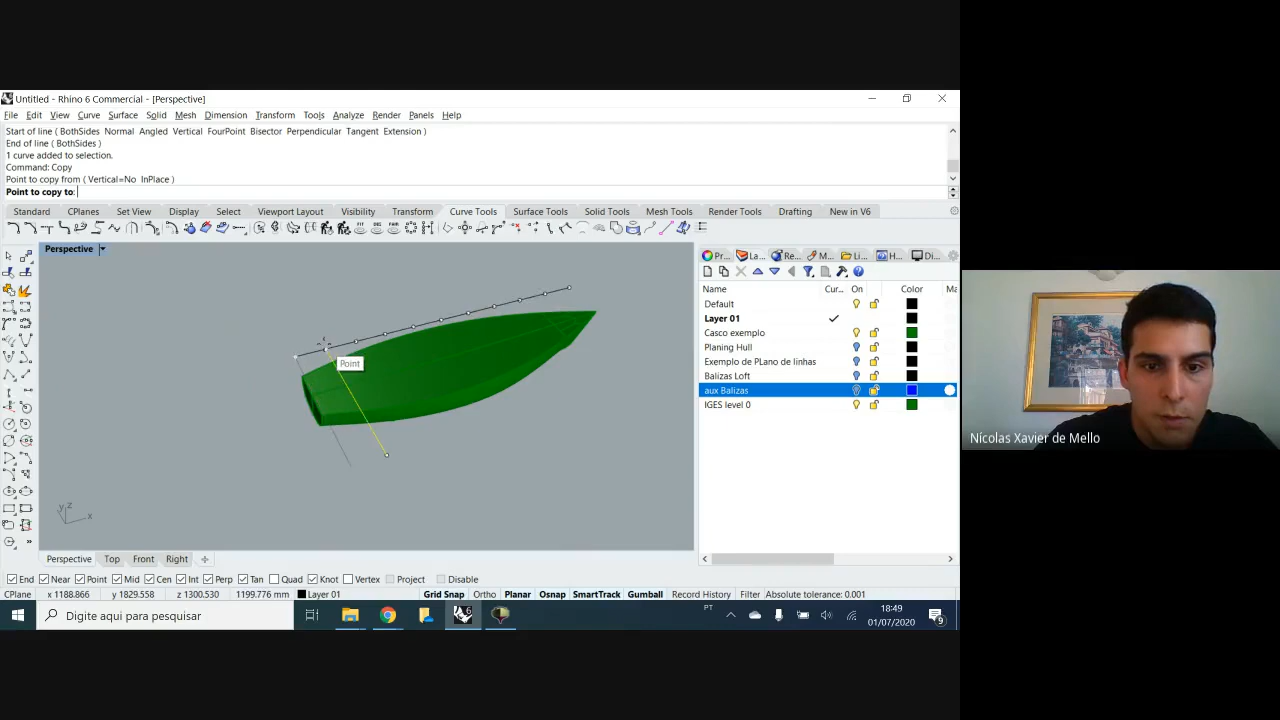 Untitled - Rhino 6 Commercial - [Perspective]
File Edit View Curve Surface Solid Mesh Dimension Transform Tools Analyze Render Panels Help
Start of line ( BothSides Normal Angled Vertical FourPoint Bisector Perpendicular Tangent Extension )
End of line ( BothSides )
1 curve added to selection.
Command: Copy
Point to copy from ( Vertical=No InPlace )
Point to copy to:
Standard CPlanes Set View Display Select Viewport Layout Visibility Transform Curve Tools Surface Tools Solid Tools Mesh Tools Render Tools Drafting New in V6
Perspective
Pr... La... Re... M... Li... H... Di...
Name Cur... On Color Ma
Default
Layer 01
Casco exemplo
Planing Hull
Exemplo de PLano de linhas
Balizas Loft
aux Balizas
IGES level 0
Point
y z x
Nícolas Xavier de Mello
Perspective Top Front Right
End Near Point Mid Cen Int Perp Tan Quad Knot Vertex Project Disable
CPlane x 1188.866 y 1829.558 z 1300.530 1199.776 mm Layer 01 Grid Snap Ortho Planar Osnap SmartTrack Gumball Record History Filter Absolute tolerance: 0.001
Digite aqui para pesquisar
PT
18:49
01/07/2020
9